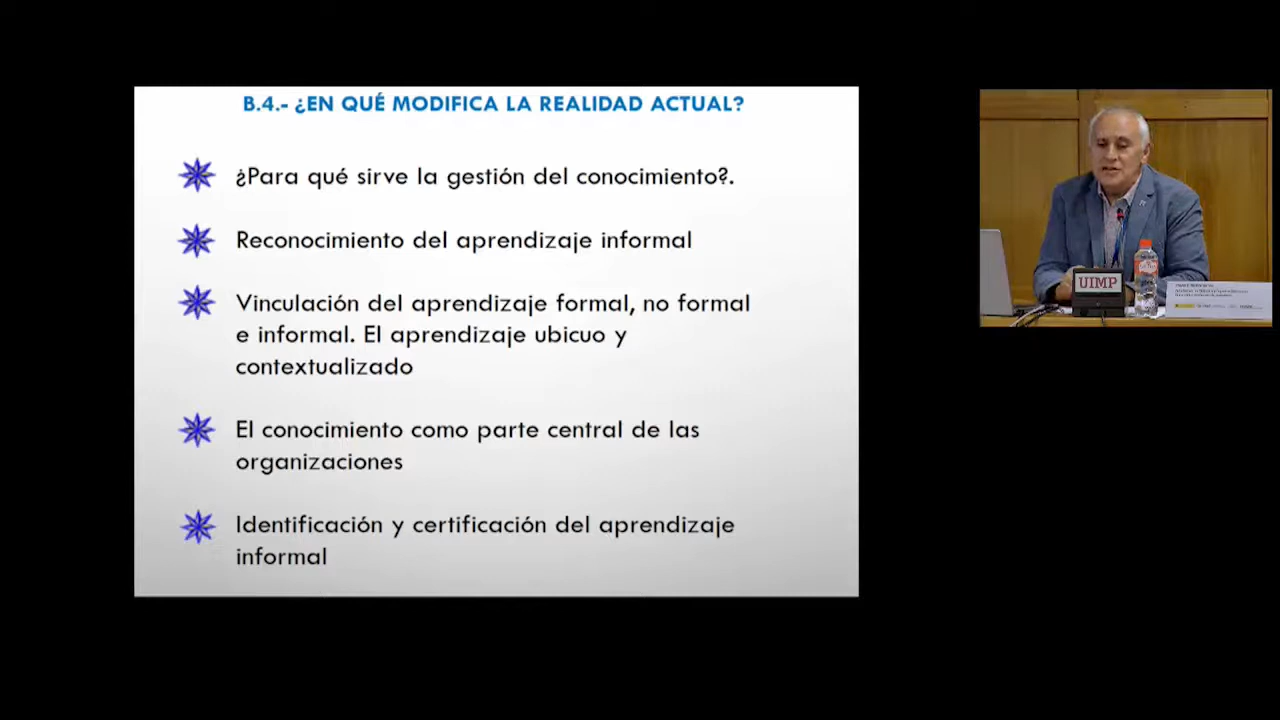 B.4.- ¿EN QUÉ MODIFICA LA REALIDAD ACTUAL?
¿Para qué sirve la gestión del conocimiento?.
Reconocimiento del aprendizaje informal
Vinculación del aprendizaje formal, no formal
e informal. El aprendizaje ubicuo y
contextualizado
El conocimiento como parte central de las
organizaciones
Identificación y certificación del aprendizaje
informal
UIMP